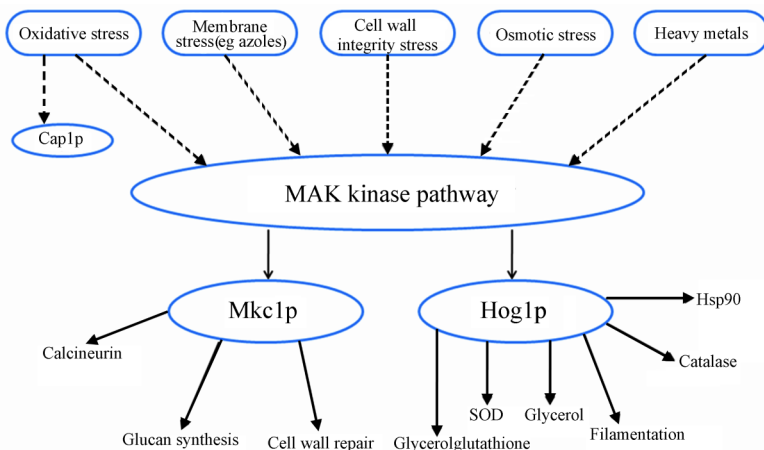 Oxidative stress
Membrane
stress(eg azoles)
Cell wall
integrity stress
Osmotic stress
Heavy metals
Cap1p
MAK kinase pathway
Mkc1p
Hog1p
Hsp90
Calcineurin
Catalase
SOD
Glycerol
Glucan synthesis
Cell wall repair
Glycerolglutathione
Filamentation